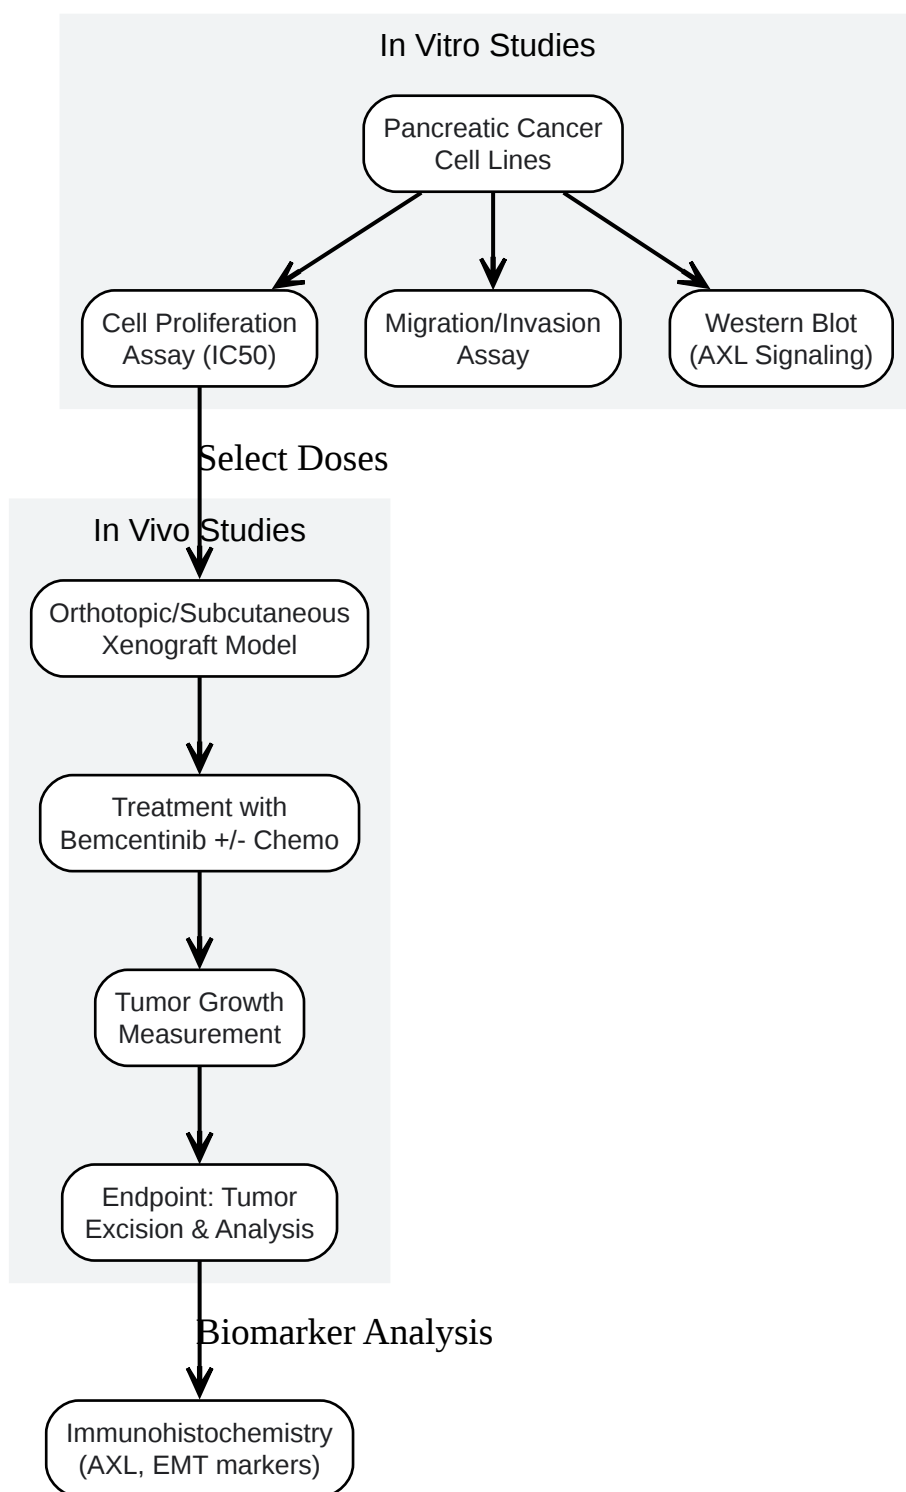 In Vitro Studies
Pancreatic Cancer
Cell Lines
Cell Proliferation
Assay (IC50)
Migration/Invasion
Assay
Western Blot
(AXL Signaling)
Select Doses
In Vivo Studies
Orthotopic/Subcutaneous
Xenograft Model
Treatment with
Bemcentinib +/- Chemo
Tumor Growth
Measurement
Endpoint: Tumor
Excision & Analysis
Biomarker Analysis
Immunohistochemistry
(AXL, EMT markers)